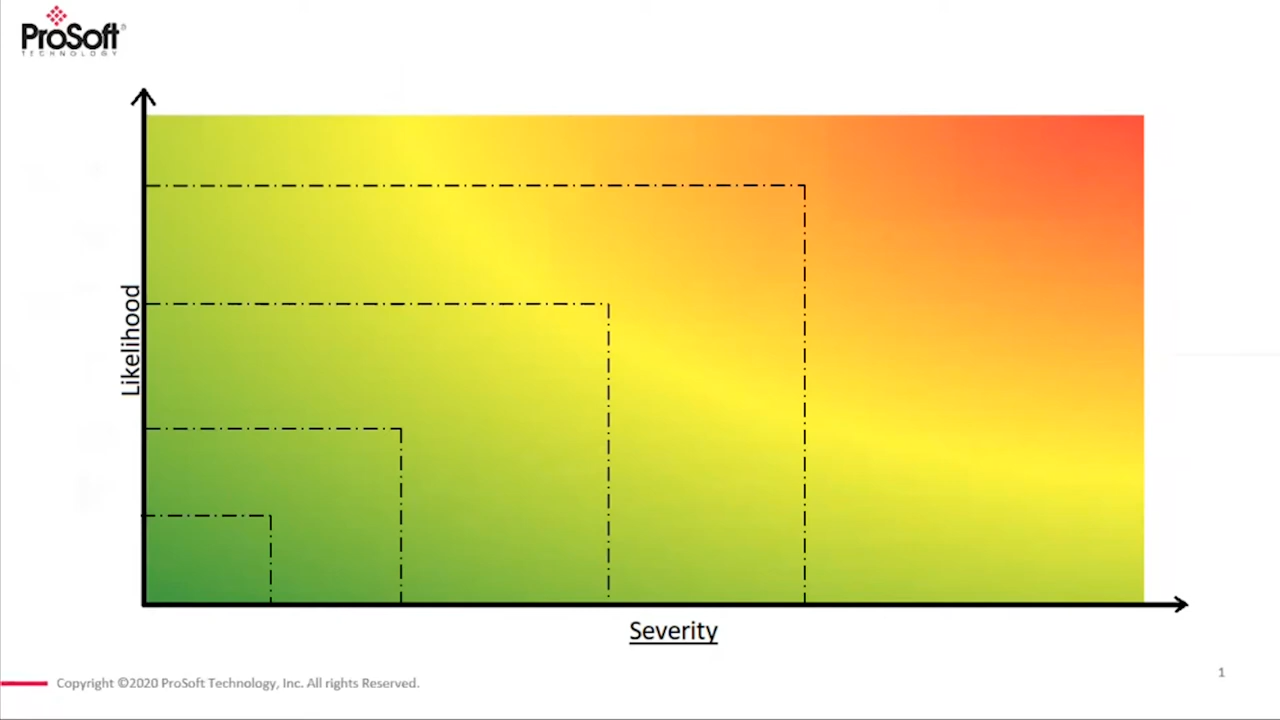 ProSoft®
TECHNOLOGY
Likelihood
Severity
Copyright ©2020 ProSoft Technology, Inc. All rights Reserved.
1